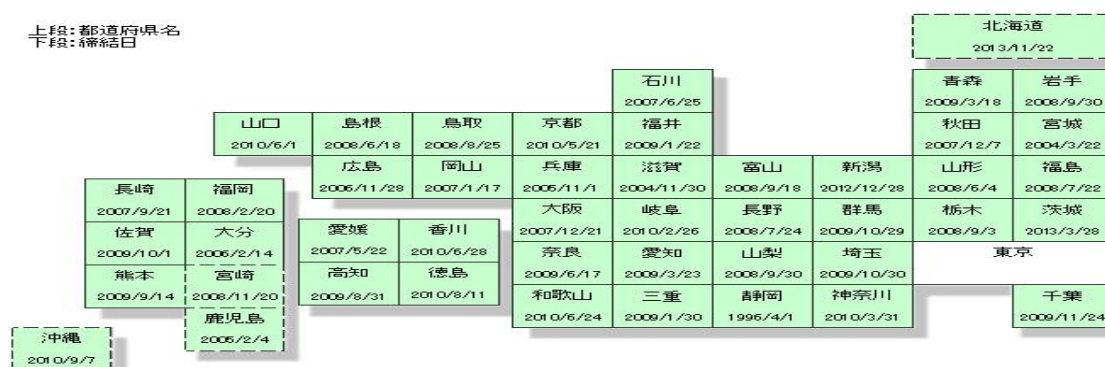 上段：都道府県名
下段：締結日
北海道
2013/11/22
石川
2007/6/25
青森
2009/3/18
岩手
2008/9/30
山口
2010/6/1
島根
2008/6/18
鳥取
2008/8/25
京都
2010/5/21
福井
2009/1/22
秋田
2007/12/7
宮城
2004/3/22
広島
2006/11/28
岡山
2007/1/17
兵庫
2005/11/1
滋賀
2004/11/30
富山
2008/9/18
新潟
2012/12/28
山形
2008/6/4
福島
2008/7/22
長崎
2007/9/21
福岡
2008/2/20
大阪
2007/12/21
岐阜
2010/2/26
長野
2008/7/24
群馬
2009/10/29
栃木
2008/9/3
茨城
2013/3/28
佐賀
2009/10/1
大分
2006/2/14
愛媛
2007/5/22
香川
2010/6/28
奈良
2009/6/17
愛知
2009/3/23
山梨
2008/9/30
埼玉
2009/10/30
東京
熊本
2009/9/14
宮崎
2008/11/20
高知
2009/8/31
徳島
2010/8/11
和歌山
2010/6/24
三重
2009/1/30
静岡
1996/4/1
神奈川
2010/3/31
千葉
2009/11/24
鹿児島
2005/2/4
沖縄
2010/9/7